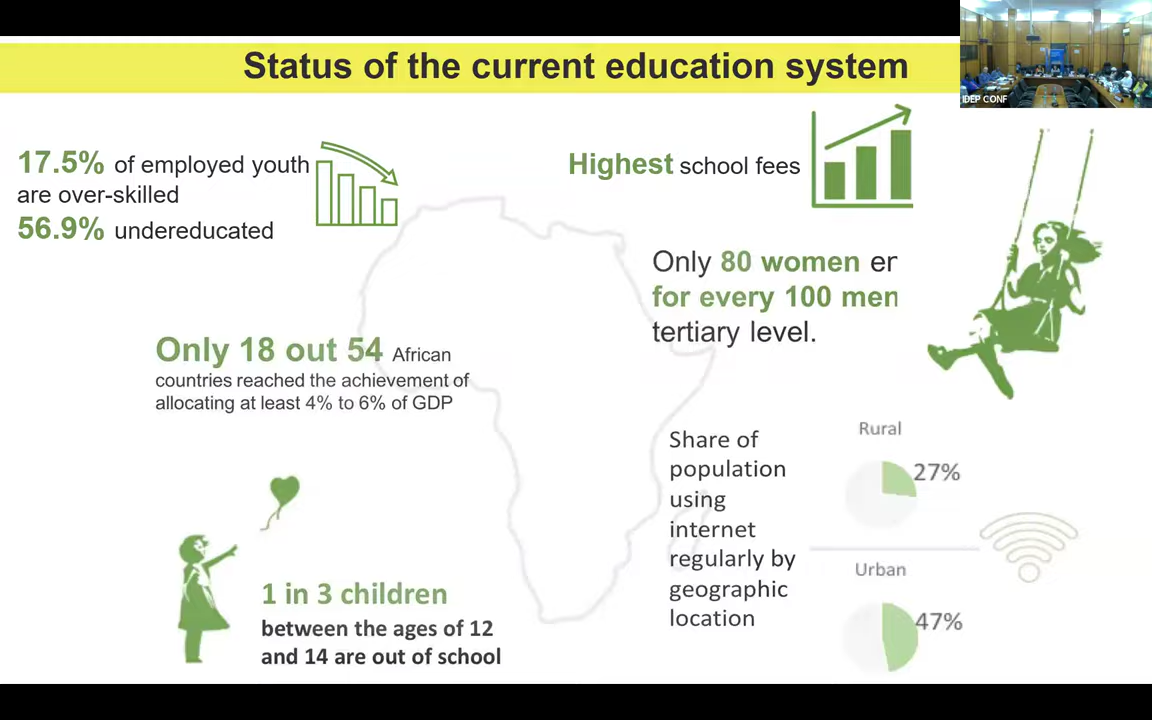 Status of the current education system
IDEP CONF
17.5% of employed youth
are over-skilled
56.9% undereducated
Highest school fees
Only 80 women er
for every 100 men
tertiary level.
Only 18 out 54 African
countries reached the achievement of
allocating at least 4% to 6% of GDP
Share of
population
using
internet
regularly by
geographic
location
Rural
27%
Urban
47%
1 in 3 children
between the ages of 12
and 14 are out of school